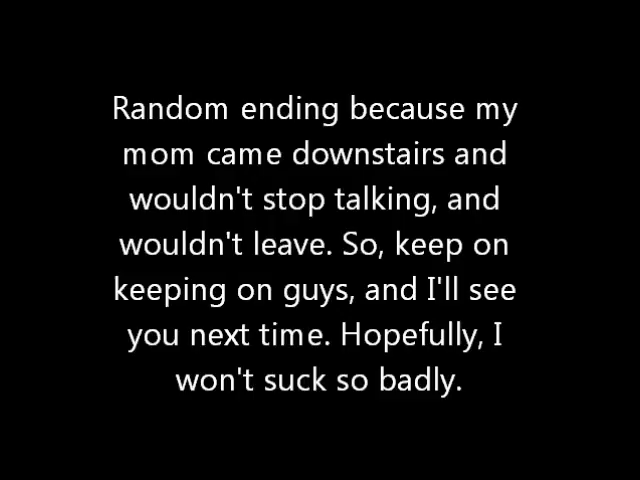 Random ending because my
mom came downstairs and
wouldn't stop talking, and
wouldn't leave. So, keep on
keeping on guys, and I'll see
you next time. Hopefully, I
won't suck so badly.